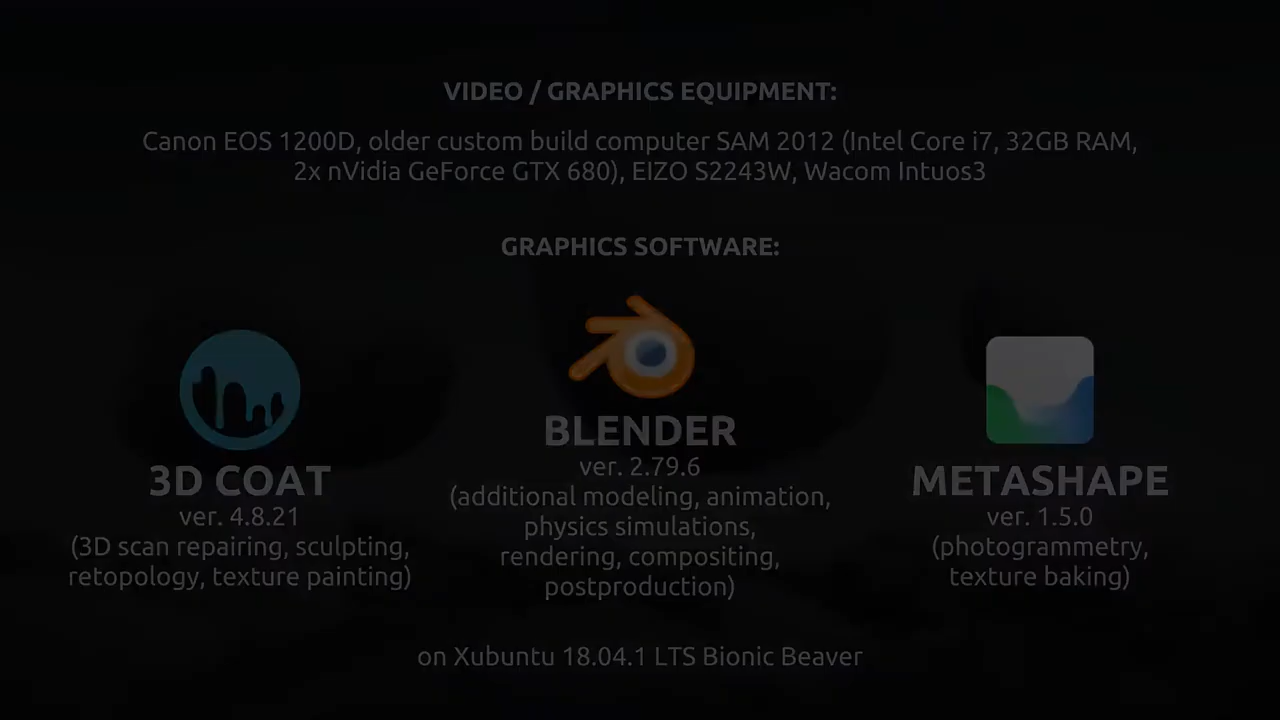 VIDEO / GRAPHICS EQUIPMENT:
Canon EOS 1200D, older custom build computer SAM 2012 (Intel Core i7, 32GB RAM,
2x nVidia GeForce GTX 680), EIZO S2243W, Wacom Intuos3
GRAPHICS SOFTWARE:
3D COAT
ver. 4.8.21
(3D scan repairing, sculpting,
retopology, texture painting)
BLENDER
ver. 2.79.6
(additional modeling, animation,
physics simulations,
rendering, compositing,
postproduction)
METASHAPE
ver. 1.5.0
(photogrammetry,
texture baking)
on Xubuntu 18.04.1 LTS Bionic Beaver